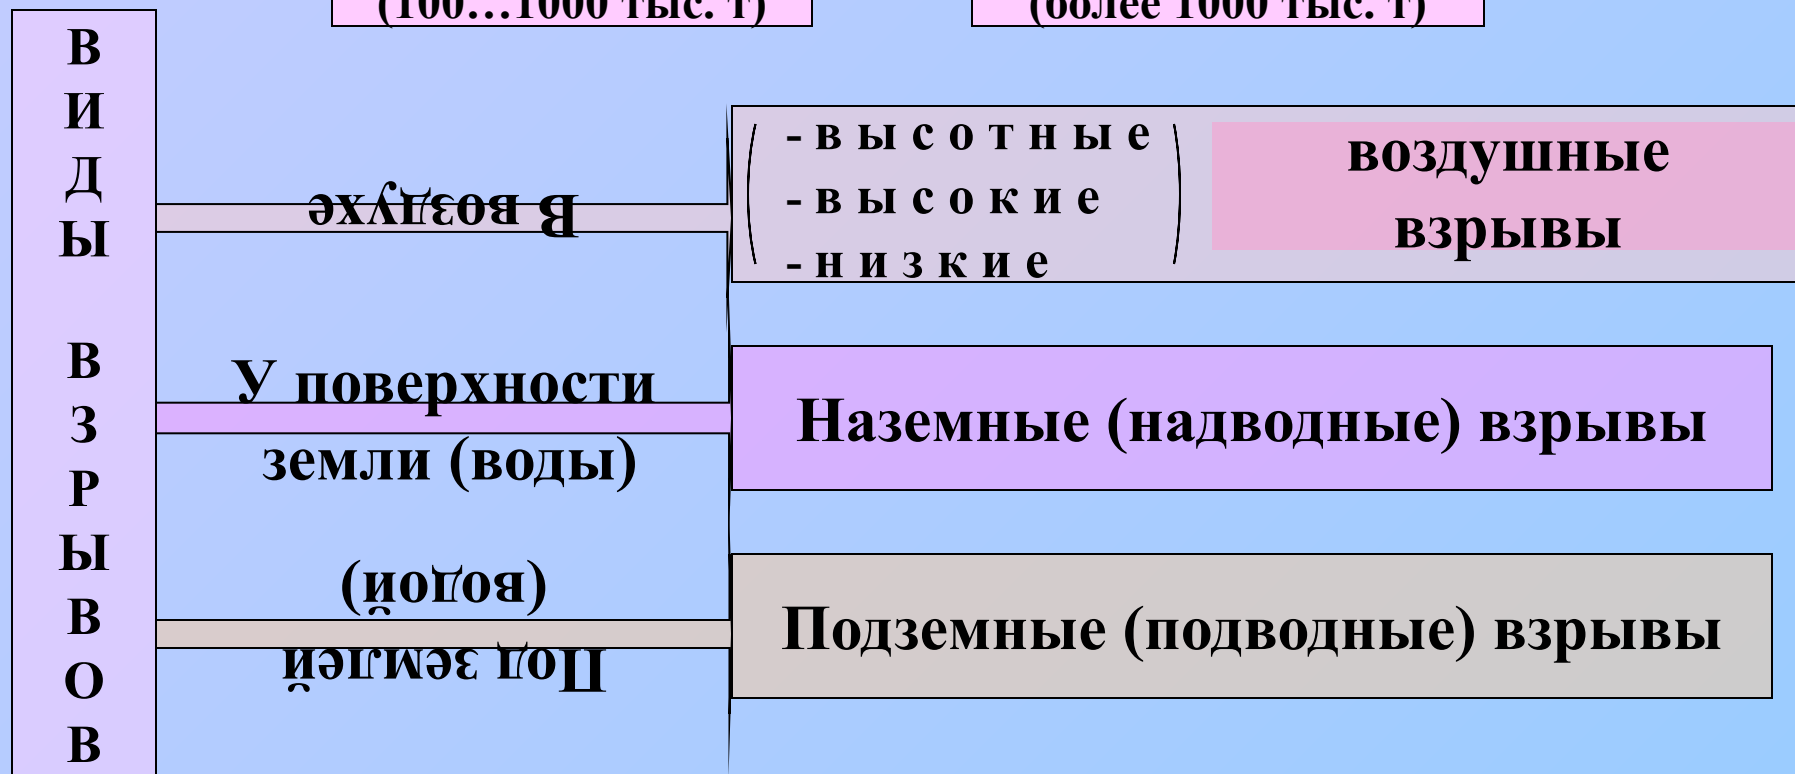 (100…1000 тыс. т)
(более 1000 тыс. т)
ВИДЫ ВЗРЫВОВ
В воздухе
- высотные
- высокие
- низкие
воздушные
взрывы
У поверхности
земли (воды)
Наземные (надводные) взрывы
Под землей
(водой)
Подземные (подводные) взрывы